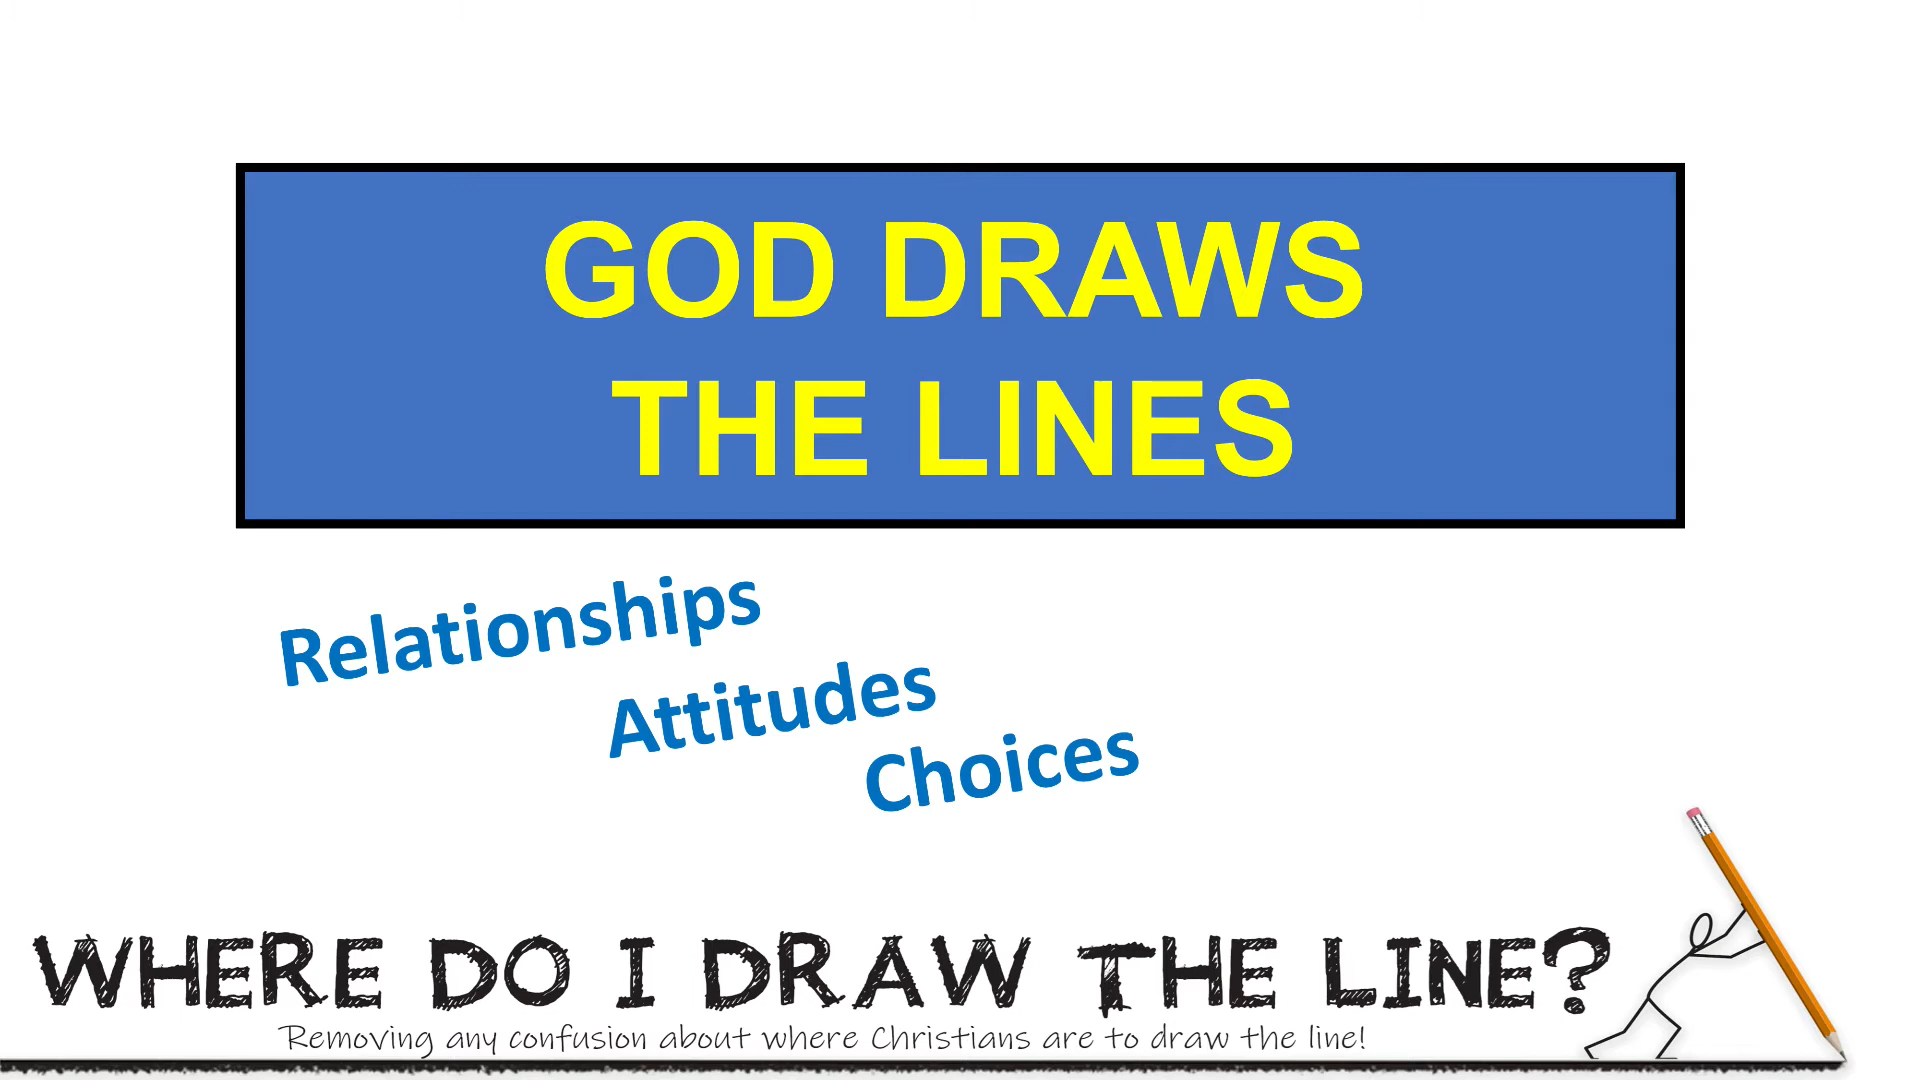 GOD DRAWS
THE LINES
Relationships
Attitudes
Choices
WHERE DO I DRAW THE LINE?
Removing any confusion about where Christians are to draw the line!